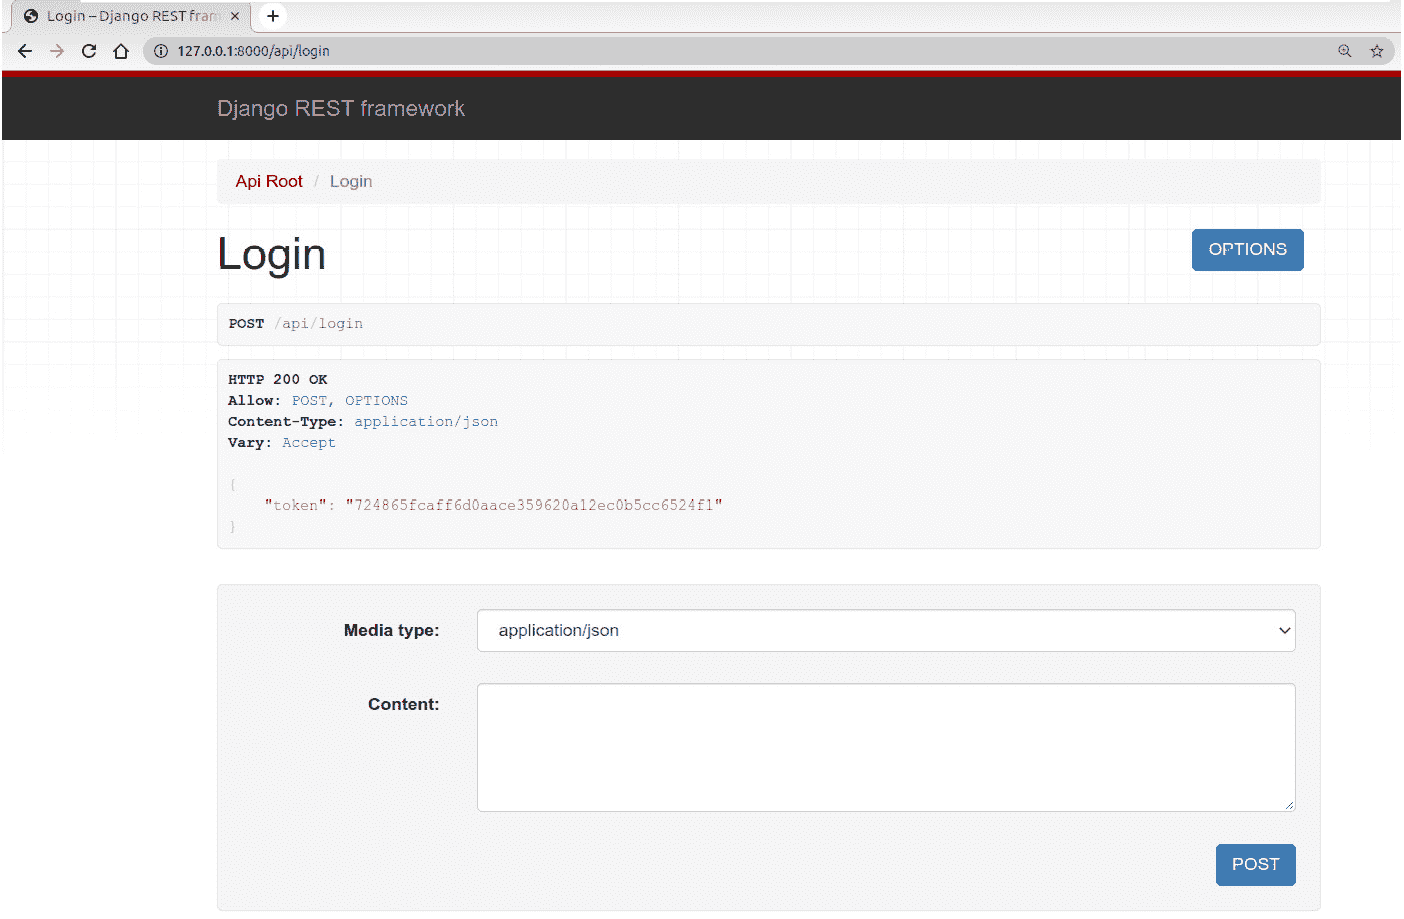 Login – Django REST fram
127.0.0.1:8000/api/login
Django REST framework
Api Root / Login
Login
OPTIONS
POST /api/login
HTTP 200 OK
Allow: POST, OPTIONS
Content-Type: application/json
Vary: Accept
{
"token": "724865fcaff6d0aace359620a12ec0b5cc6524f1"
}
Media type:
application/json
Content:
POST